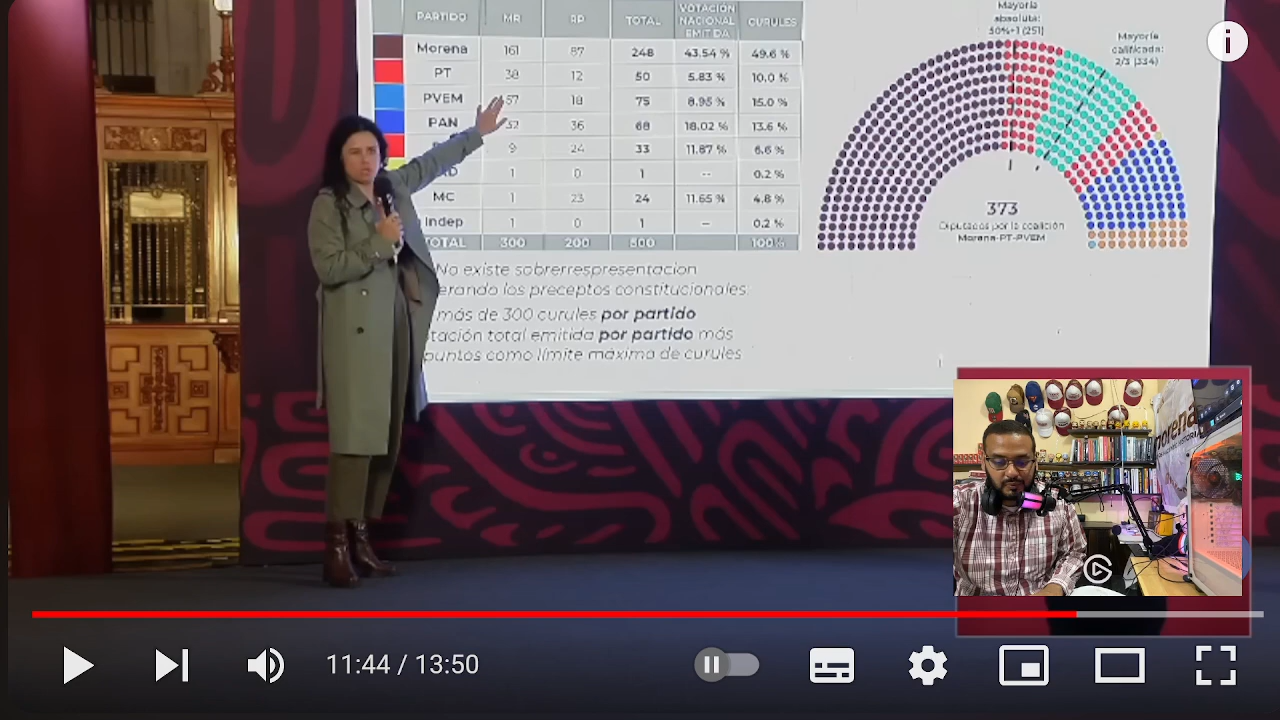 PARTIDO MR RP TOTAL VOTACIÓN NACIONAL EMITIDA CURULES
Morena 161 87 248 43.54 % 49.6 %
PT 38 12 50 5.83 % 10.0 %
PVEM 57 18 75 8.95 % 15.0 %
PAN 32 36 68 18.02 % 13.6 %
9 24 33 11.87 % 6.6 %
1 0 1 -- 0.2 %
MC 1 23 24 11.65 % 4.8 %
Indep 1 0 1 -- 0.2 %
TOTAL 300 200 500 100%
No existe sobrerrespresentacion
erando los preceptos constitucionales:
más de 300 curules por partido
tación total emitida por partido más
puntos como límite máximo de curules
Mayoría
absoluta:
50%+1 (251)
Mayoría
calificada:
2/3 (334)
373
Diputados por la coalición
Morena-PT-PVEM
morena
11:44 / 13:50